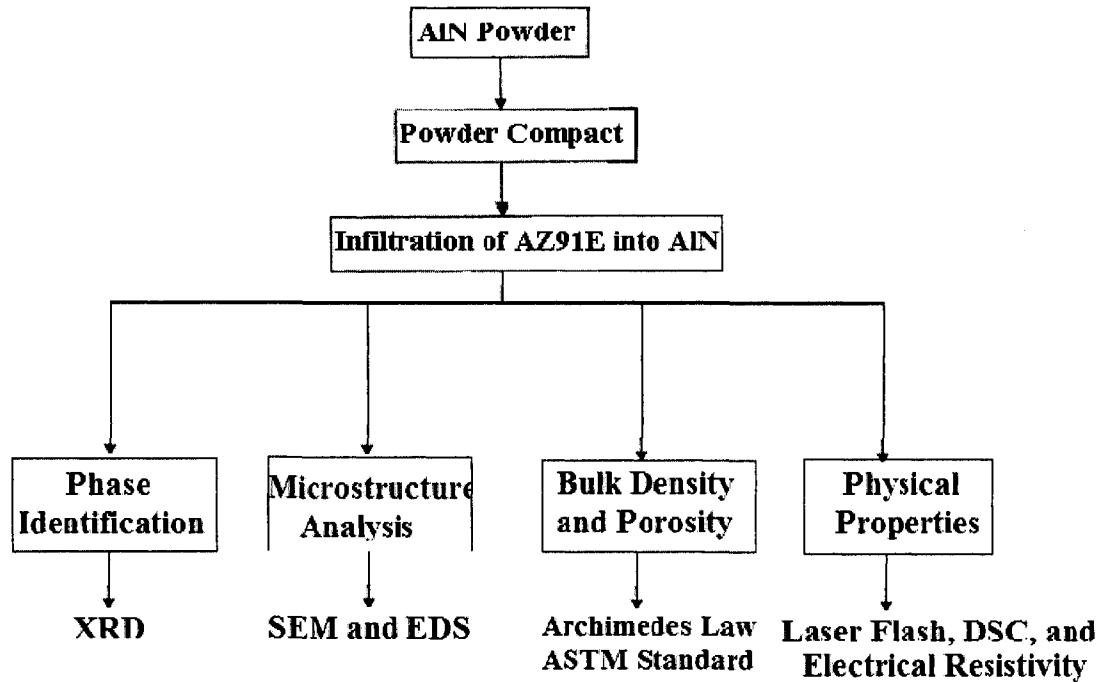 AlN Powder
Powder Compact
Infiltration of AZ91E into AlN
Phase
Identification
Microstructure
Analysis
Bulk Density
and Porosity
Physical
Properties
XRD
SEM and EDS
Archimedes Law
ASTM Standard
Laser Flash, DSC, and
Electrical Resistivity